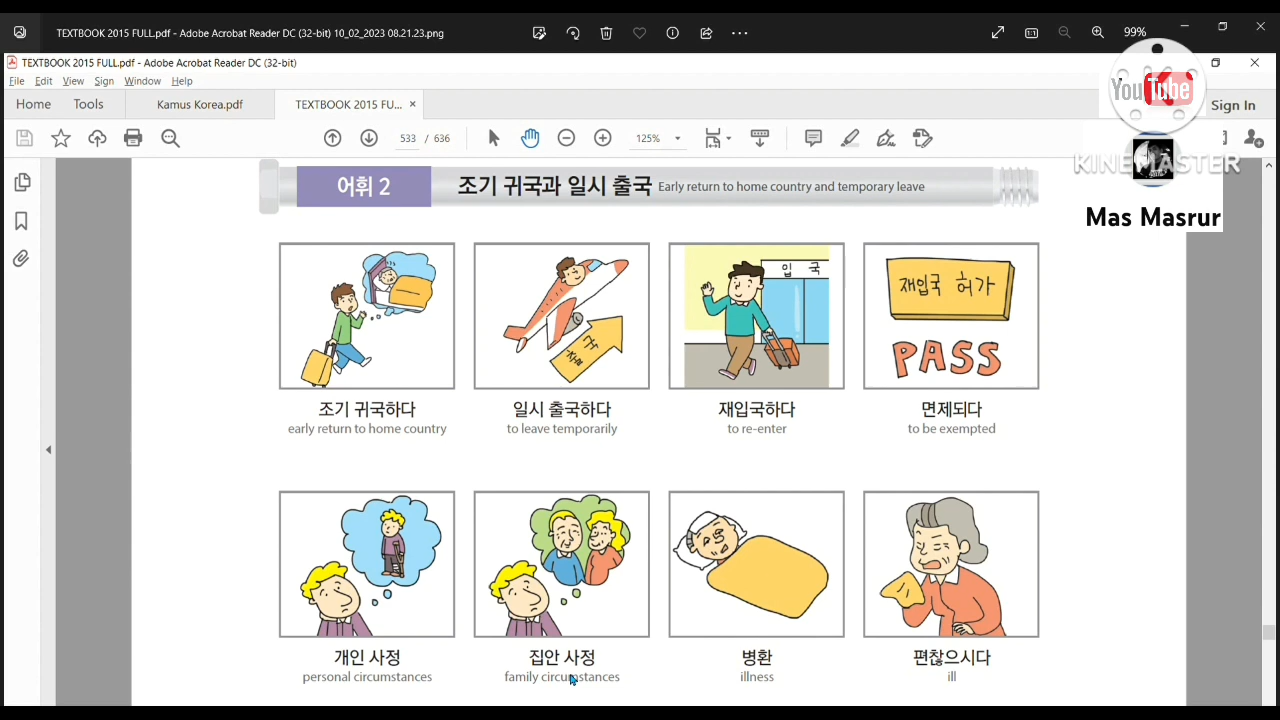 TEXTBOOK 2015 FULL.pdf - Adobe Acrobat Reader DC (32-bit) 10_02_2023 08.21.23.png
99%
TEXTBOOK 2015 FULL.pdf - Adobe Acrobat Reader DC (32-bit)
File Edit View Sign Window Help
YouTube
Home Tools Kamus Korea.pdf TEXTBOOK 2015 FU... × Sign In
533 / 636 125%
KINEMASTER
Mas Masrur
어휘 2 조기 귀국과 일시 출국 Early return to home country and temporary leave
입 국
재입국 허가
출국
PASS
조기 귀국하다 일시 출국하다 재입국하다 면제되다
early return to home country to leave temporarily to re-enter to be exempted
개인 사정 집안 사정 병환 편찮으시다
personal circumstances family circumstances illness ill